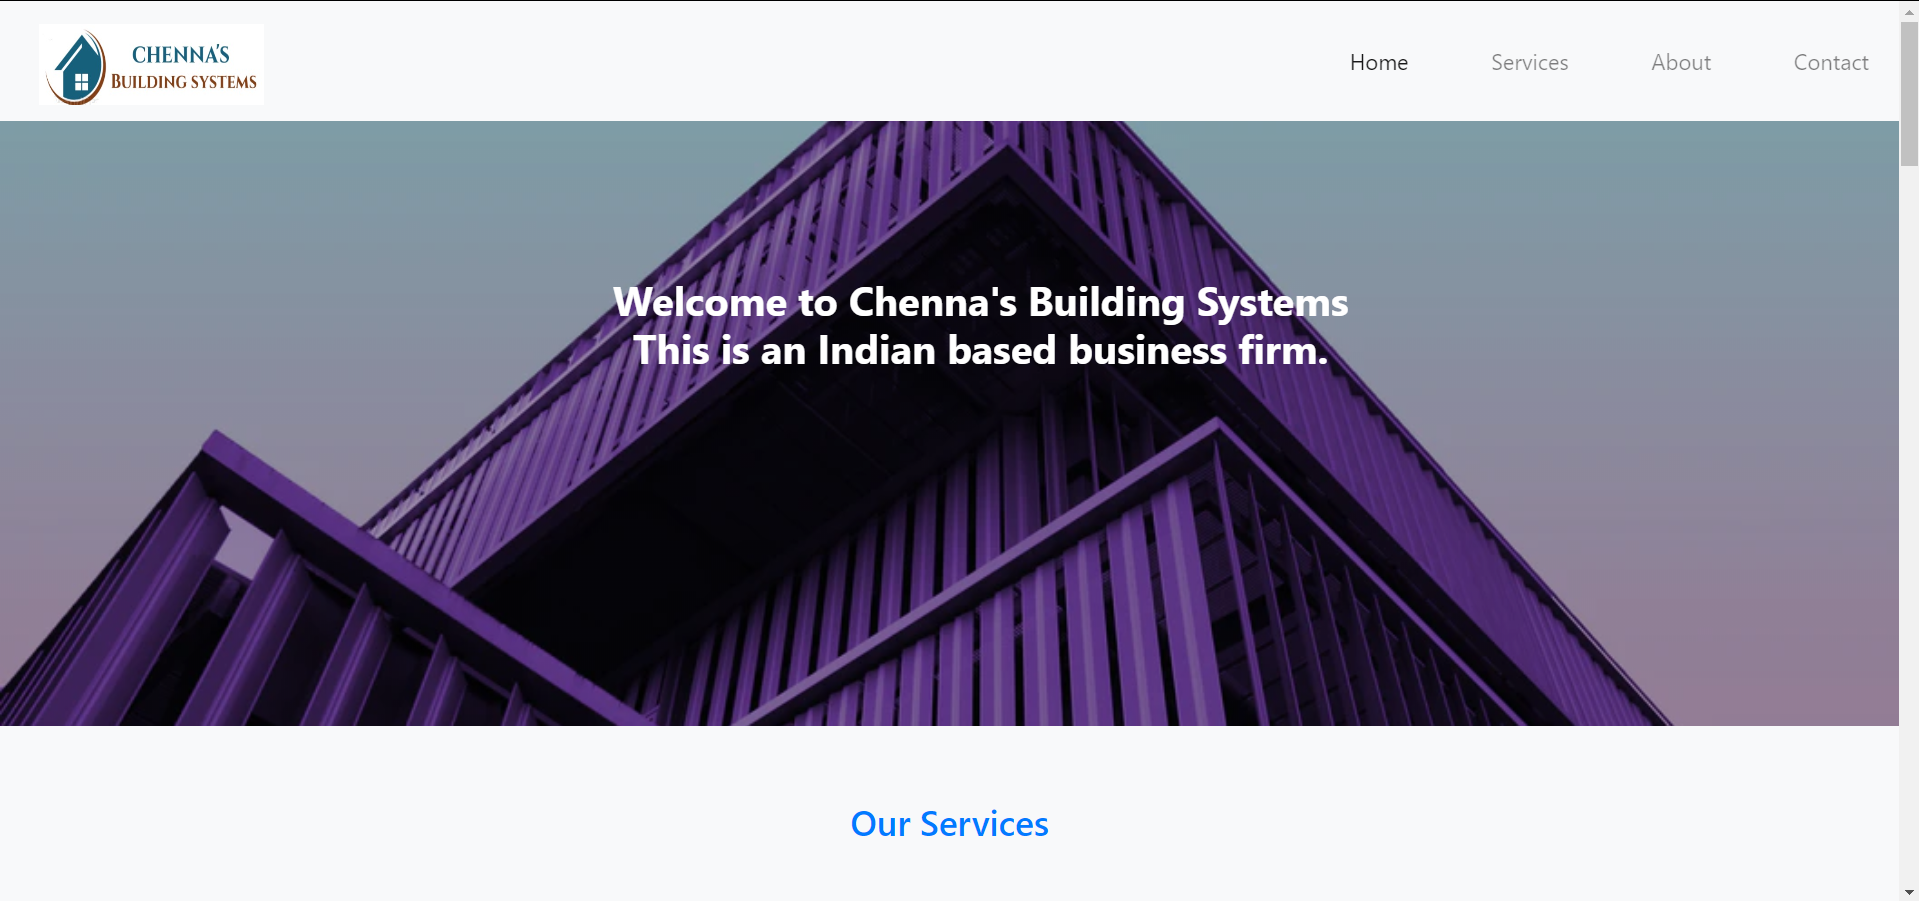 CHENNA'S
BUILDING SYSTEMS
Home
Services
About
Contact
Welcome to Chenna's Building Systems
This is an Indian based business firm.
Our Services